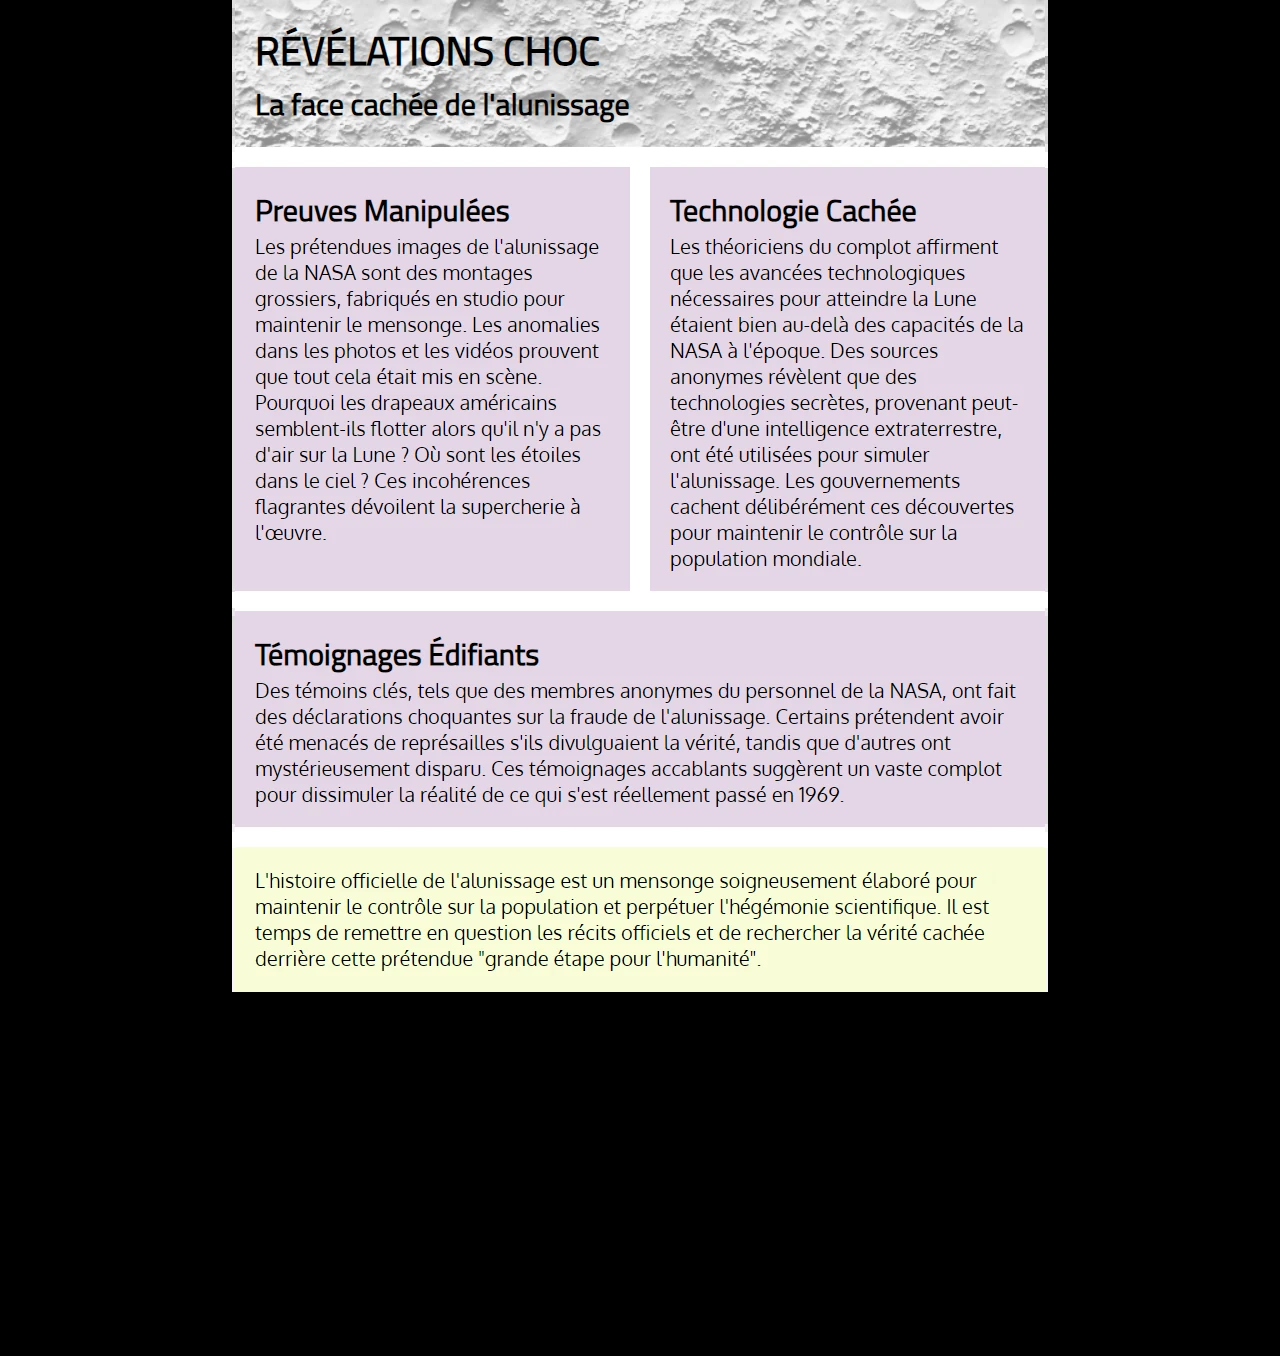 RÉVÉLATIONS CHOC
La face cachée de l'alunissage
Preuves Manipulées
Les prétendues images de l'alunissage
de la NASA sont des montages
grossiers, fabriqués en studio pour
maintenir le mensonge. Les anomalies
dans les photos et les vidéos prouvent
que tout cela était mis en scène.
Pourquoi les drapeaux américains
semblent-ils flotter alors qu'il n'y a pas
d'air sur la Lune ? Où sont les étoiles
dans le ciel ? Ces incohérences
flagrantes dévoilent la supercherie à
l'œuvre.
Technologie Cachée
Les théoriciens du complot affirment
que les avancées technologiques
nécessaires pour atteindre la Lune
étaient bien au-delà des capacités de la
NASA à l'époque. Des sources
anonymes révèlent que des
technologies secrètes, provenant peut-
être d'une intelligence extraterrestre,
ont été utilisées pour simuler
l'alunissage. Les gouvernements
cachent délibérément ces découvertes
pour maintenir le contrôle sur la
population mondiale.
Témoignages Édifiants
Des témoins clés, tels que des membres anonymes du personnel de la NASA, ont fait
des déclarations choquantes sur la fraude de l'alunissage. Certains prétendent avoir
été menacés de représailles s'ils divulguaient la vérité, tandis que d'autres ont
mystérieusement disparu. Ces témoignages accablants suggèrent un vaste complot
pour dissimuler la réalité de ce qui s'est réellement passé en 1969.
L'histoire officielle de l'alunissage est un mensonge soigneusement élaboré pour
maintenir le contrôle sur la population et perpétuer l'hégémonie scientifique. Il est
temps de remettre en question les récits officiels et de rechercher la vérité cachée
derrière cette prétendue "grande étape pour l'humanité".